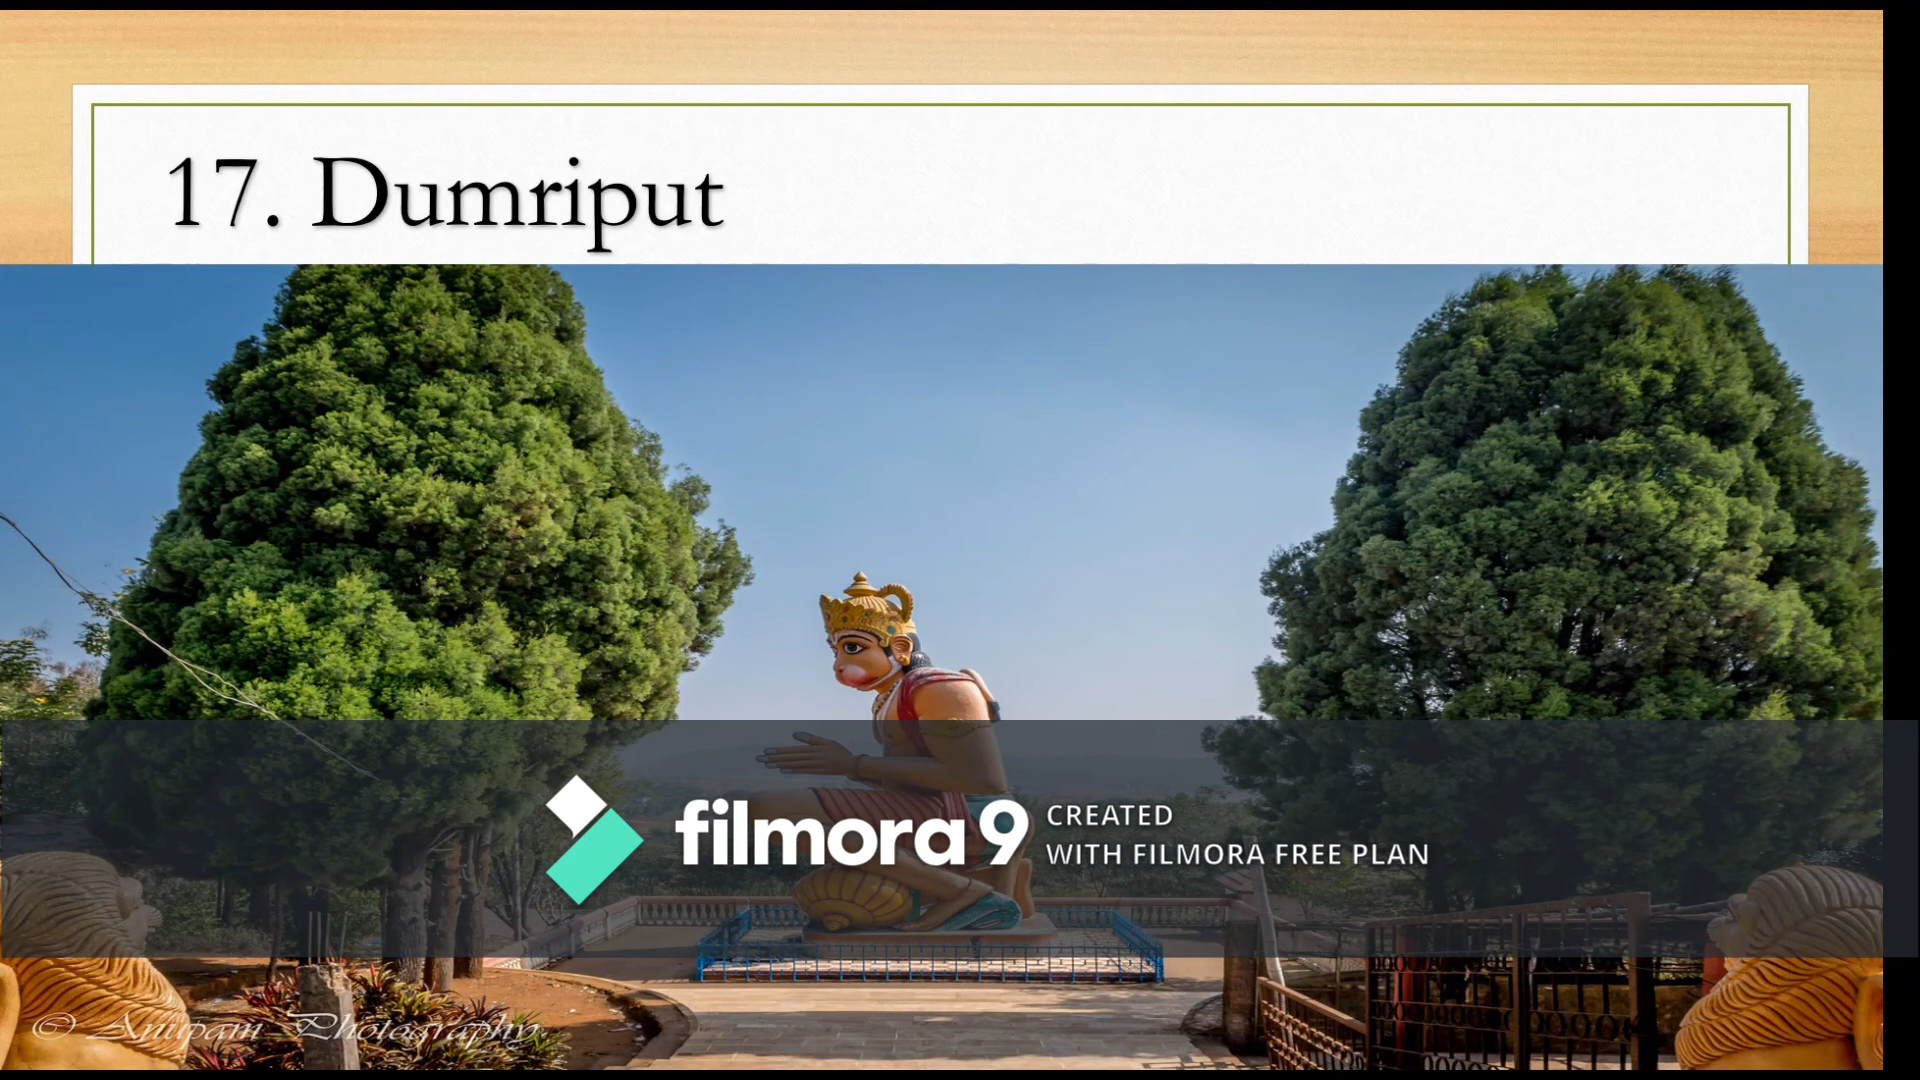 17. Dumriput
filmora9
CREATED
WITH FILMORA FREE PLAN
© Anupam Photography